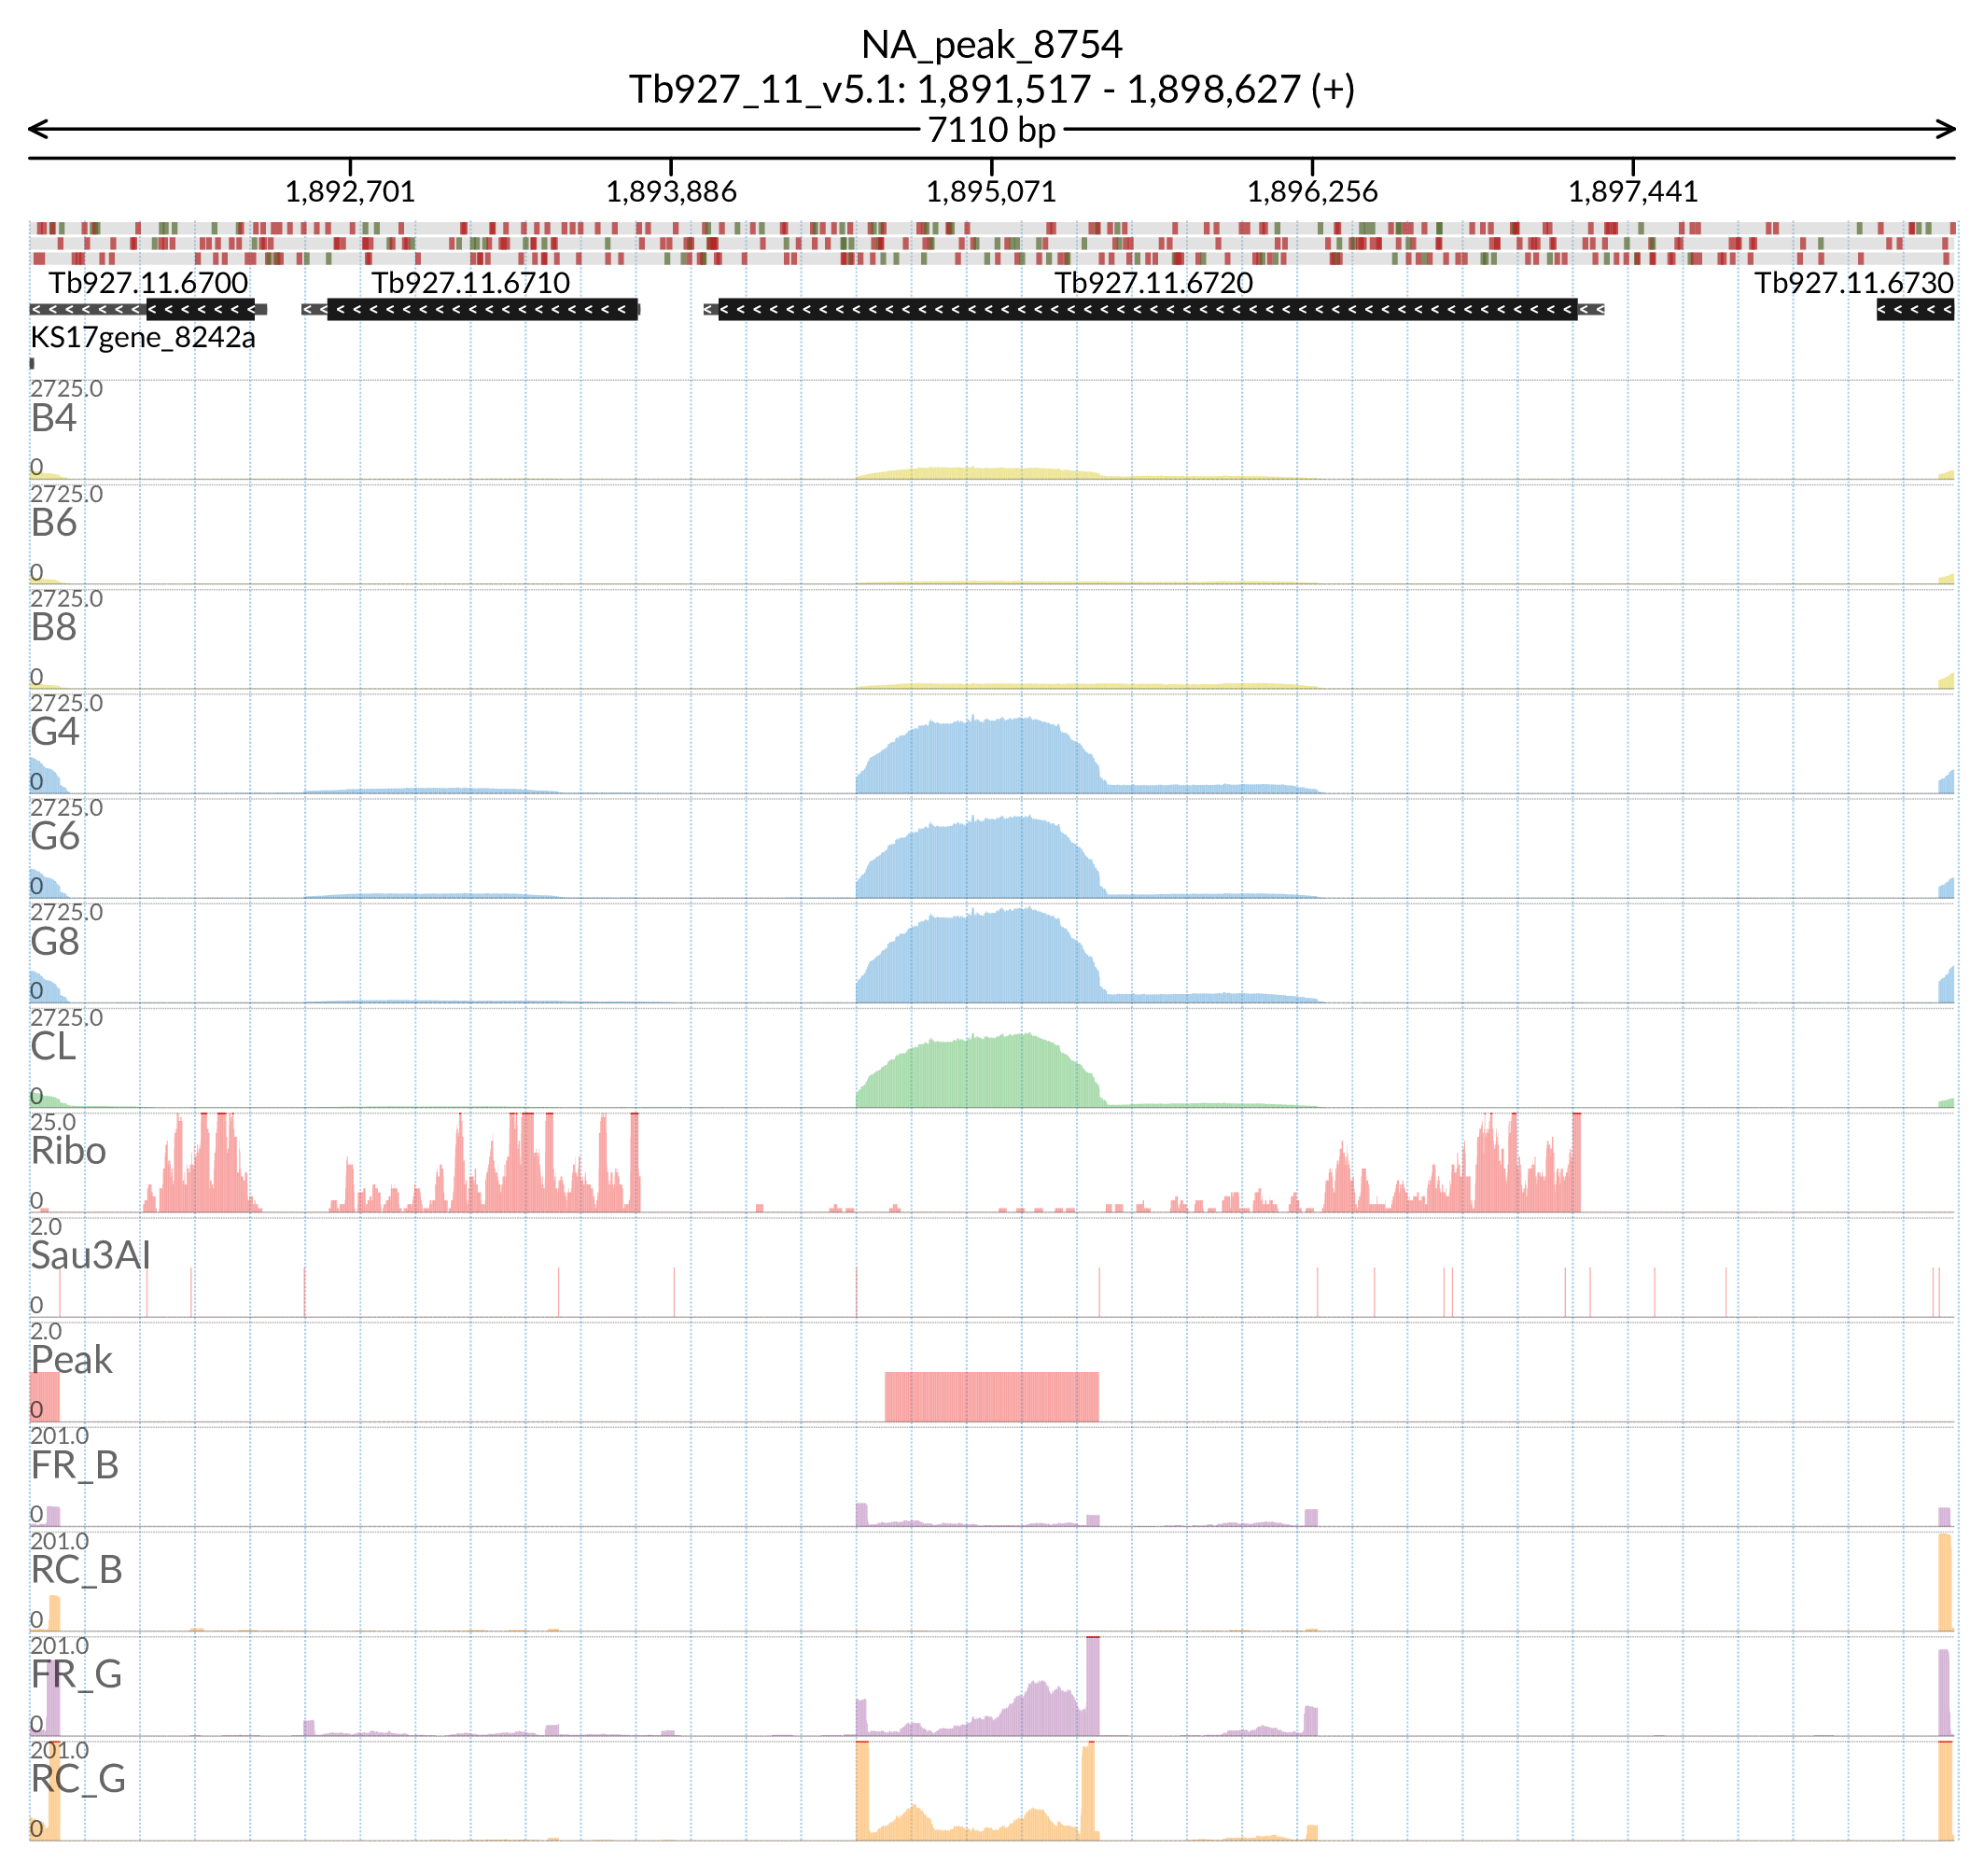 NA_peak_8754
Tb927_11_v5.1: 1,891,517 - 1,898,627 (+)
7110 bp
1,892,701 1,893,886 1,895,071 1,896,256 1,897,441
Tb927.11.6700 Tb927.11.6710 Tb927.11.6720 Tb927.11.6730
KS17gene_8242a
2725.0
B4
0
2725.0
B6
0
2725.0
B8
0
2725.0
G4
0
2725.0
G6
0
2725.0
G8
0
2725.0
CL
0
25.0
Ribo
0
2.0
Sau3AI
0
2.0
Peak
0
201.0
FR_B
0
201.0
RC_B
0
201.0
FR_G
0
201.0
RC_G
0